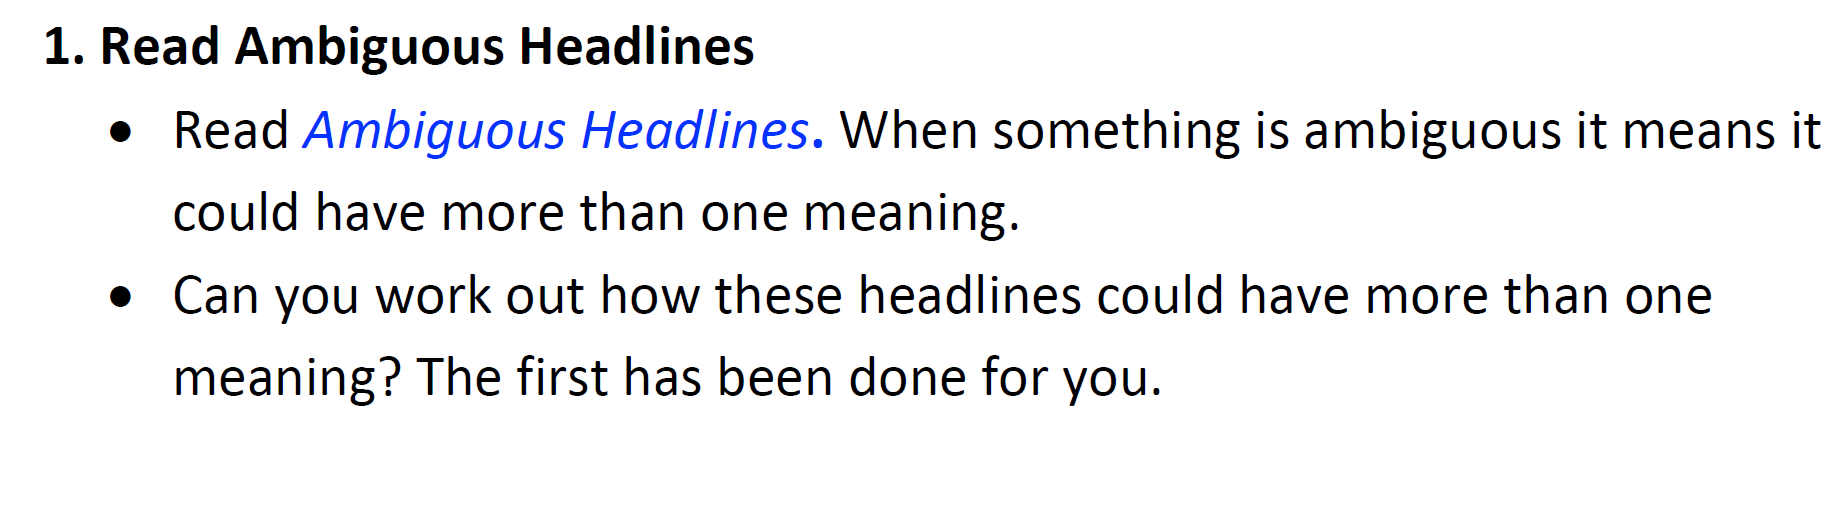 1. Read Ambiguous Headlines
• Read Ambiguous Headlines. When something is ambiguous it means it
could have more than one meaning.
• Can you work out how these headlines could have more than one
meaning? The first has been done for you.